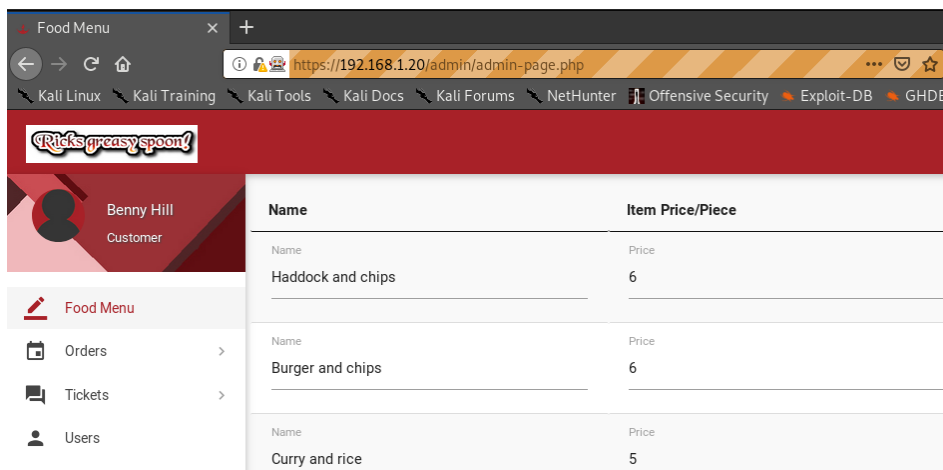 Food Menu
https://192.168.1.20/admin/admin-page.php
Kali Linux Kali Training Kali Tools Kali Docs Kali Forums NetHunter Offensive Security Exploit-DB GHDB
Ricks greasy spoon!
Benny Hill
Customer
Name Item Price/Piece
Name Price
Haddock and chips 6
Food Menu
Orders
Name Price
Burger and chips 6
Tickets
Users
Name Price
Curry and rice 5